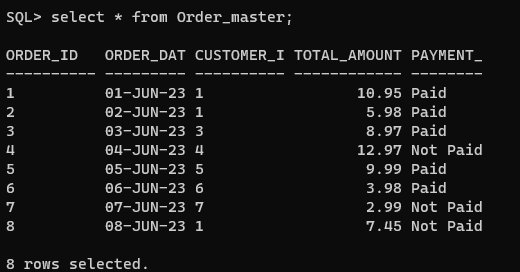 SQL> select * from Order_master;
ORDER_ID   ORDER_DAT CUSTOMER_I TOTAL_AMOUNT PAYMENT_
---------- --------- ---------- ------------ --------
1          01-JUN-23 1                 10.95 Paid
2          02-JUN-23 1                  5.98 Paid
3          03-JUN-23 3                  8.97 Paid
4          04-JUN-23 4                 12.97 Not Paid
5          05-JUN-23 5                  9.99 Paid
6          06-JUN-23 6                  3.98 Paid
7          07-JUN-23 7                  2.99 Not Paid
8          08-JUN-23 1                  7.45 Not Paid
8 rows selected.